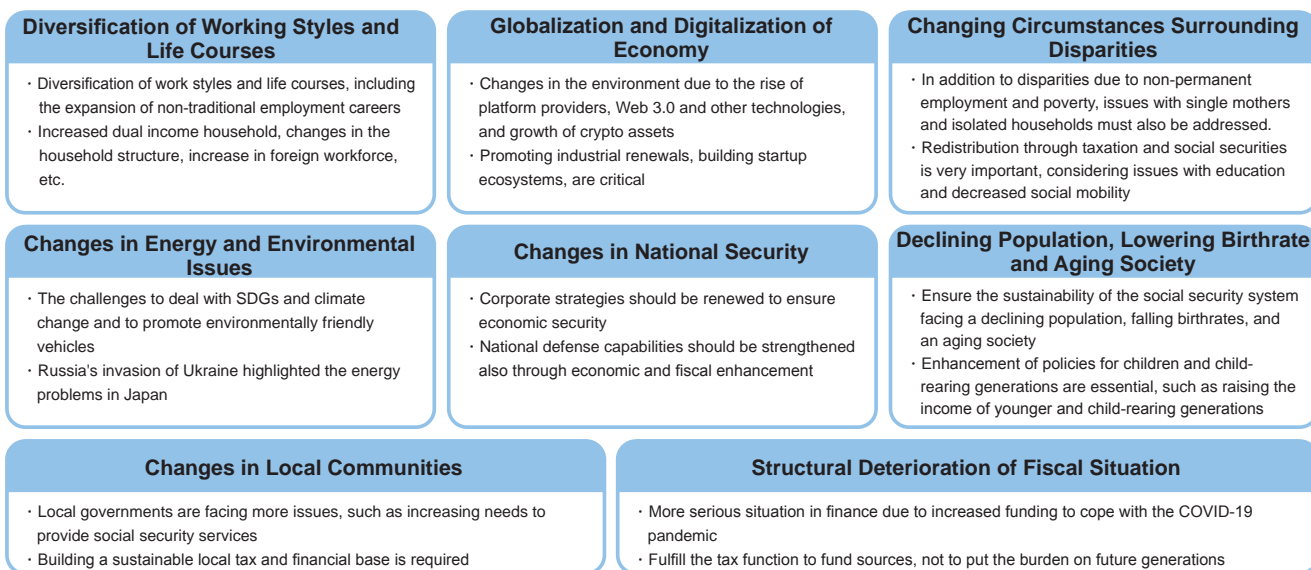 Diversification of Working Styles and
Life Courses
・Diversification of work styles and life courses, including
the expansion of non-traditional employment careers
・Increased dual income household, changes in the
household structure, increase in foreign workforce,
etc.
Globalization and Digitalization of
Economy
・Changes in the environment due to the rise of
platform providers, Web 3.0 and other technologies,
and growth of crypto assets
・Promoting industrial renewals, building startup
ecosystems, are critical
Changing Circumstances Surrounding
Disparities
・In addition to disparities due to non-permanent
employment and poverty, issues with single mothers
and isolated households must also be addressed.
・Redistribution through taxation and social securities
is very important, considering issues with education
and decreased social mobility
Changes in Energy and Environmental
Issues
・The challenges to deal with SDGs and climate
change and to promote environmentally friendly
vehicles
・Russia's invasion of Ukraine highlighted the energy
problems in Japan
Changes in National Security
・Corporate strategies should be renewed to ensure
economic security
・National defense capabilities should be strengthened
also through economic and fiscal enhancement
Declining Population, Lowering Birthrate
and Aging Society
・Ensure the sustainability of the social security system
facing a declining population, falling birthrates, and
an aging society
・Enhancement of policies for children and child-
rearing generations are essential, such as raising the
income of younger and child-rearing generations
Changes in Local Communities
・Local governments are facing more issues, such as increasing needs to
provide social security services
・Building a sustainable local tax and financial base is required
Structural Deterioration of Fiscal Situation
・More serious situation in finance due to increased funding to cope with the COVID-19
pandemic
・Fulfill the tax function to fund sources, not to put the burden on future generations